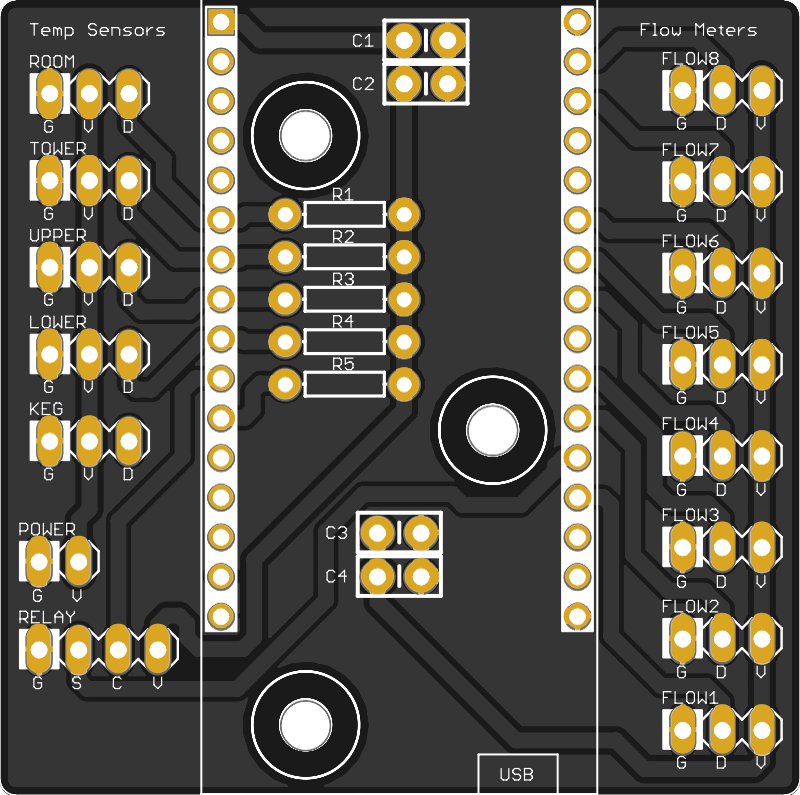 Temp Sensors
ROOM
G V D
TOWER
G V D
UPPER
G V D
LOWER
G V D
KEG
G V D
POWER
G V
RELAY
G S C V
C1
C2
R1
R2
R3
R4
R5
C3
C4
USB
Flow Meters
FLOW8
G D V
FLOW7
G D V
FLOW6
G D V
FLOW5
G D V
FLOW4
G D V
FLOW3
G D V
FLOW2
G D V
FLOW1
G D V